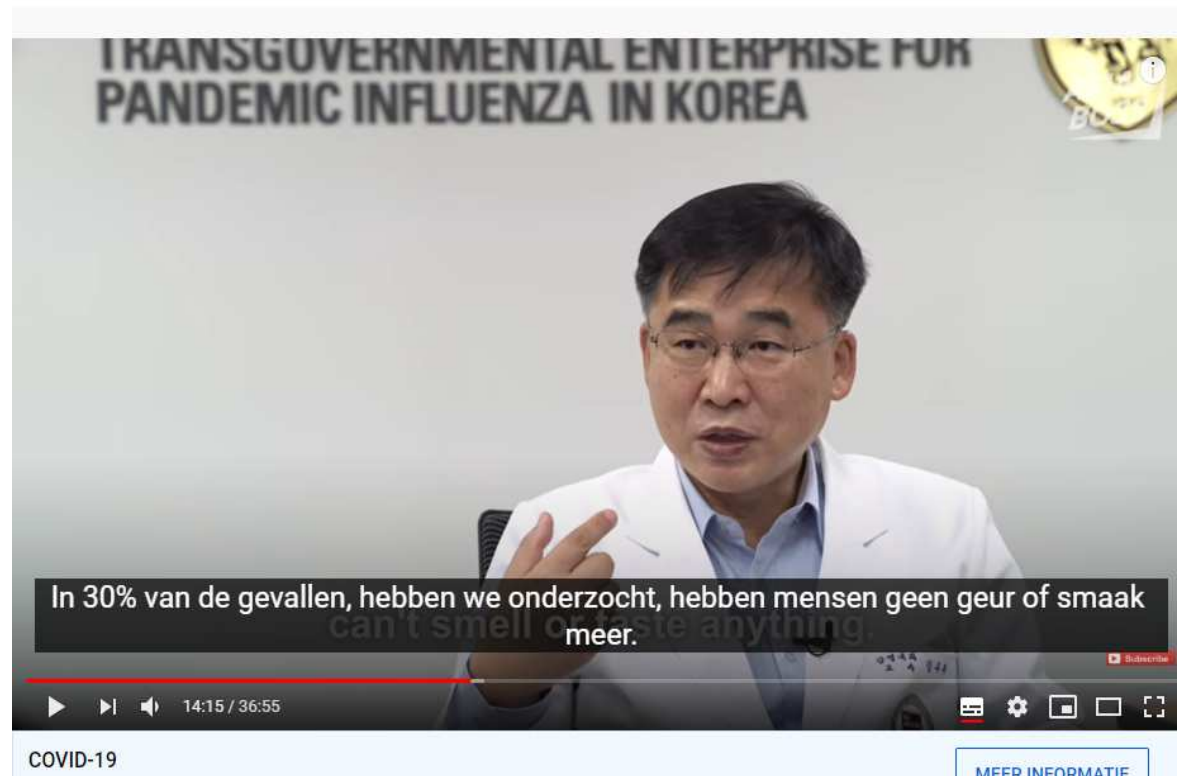 TRANSGOVERNMENTAL ENTERPRISE FOR
PANDEMIC INFLUENZA IN KOREA
In 30% van de gevallen, hebben we onderzocht, hebben mensen geen geur of smaak
meer.
can't smell or taste anything.
Subscribe
14:15 / 36:55
COVID-19
MEER INFORMATIE